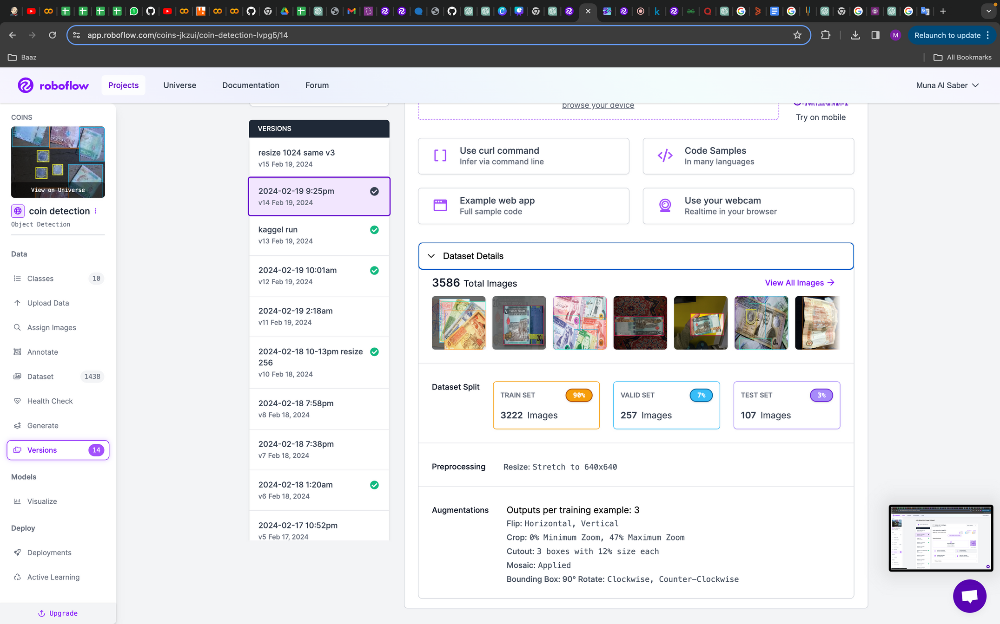 app.roboflow.com/coins-jkzui/coin-detection-lvpg5/14
M
Relaunch to update
Baaz
All Bookmarks
roboflow
Projects
Universe
Documentation
Forum
Muna Al Saber
COINS
View on Universe
coin detection
Object Detection
Data
Classes 10
Upload Data
Assign Images
Annotate
Dataset 1438
Health Check
Generate
Versions 14
Models
Visualize
Deploy
Deployments
Active Learning
Upgrade
VERSIONS
resize 1024 same v3
v15 Feb 19, 2024
2024-02-19 9:25pm
v14 Feb 19, 2024
kaggel run
v13 Feb 19, 2024
2024-02-19 10:01am
v12 Feb 19, 2024
2024-02-19 2:18am
v11 Feb 19, 2024
2024-02-18 10-13pm resize
256
v10 Feb 18, 2024
2024-02-18 7:58pm
v8 Feb 18, 2024
2024-02-18 7:38pm
v7 Feb 18, 2024
2024-02-18 1:20am
v6 Feb 18, 2024
2024-02-17 10:52pm
v5 Feb 17, 2024
browse your device
Try on mobile
Use curl command
Infer via command line
Code Samples
In many languages
Example web app
Full sample code
Use your webcam
Realtime in your browser
Dataset Details
3586 Total Images
View All Images
Dataset Split
TRAIN SET 90%
3222 Images
VALID SET 7%
257 Images
TEST SET 3%
107 Images
Preprocessing
Resize: Stretch to 640x640
Augmentations
Outputs per training example: 3
Flip: Horizontal, Vertical
Crop: 0% Minimum Zoom, 47% Maximum Zoom
Cutout: 3 boxes with 12% size each
Mosaic: Applied
Bounding Box: 90° Rotate: Clockwise, Counter-Clockwise